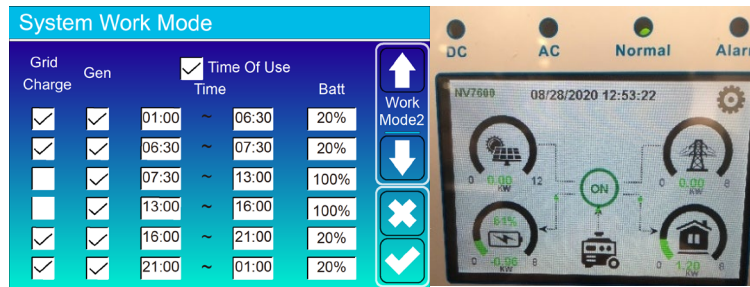 System Work Mode
Grid
Charge
Gen
Time Of Use
Time
Batt
01:00 ~ 06:30 20%
06:30 ~ 07:30 20%
07:30 ~ 13:00 100%
13:00 ~ 16:00 100%
16:00 ~ 21:00 20%
21:00 ~ 01:00 20%
Work
Mode2
DC AC Normal Alar
08/28/2020 12:53:22
0 0.00 12
KW
ON
0 0.00 8
KW
61%
0 -0.96 8
KW
0 1.20 8
KW